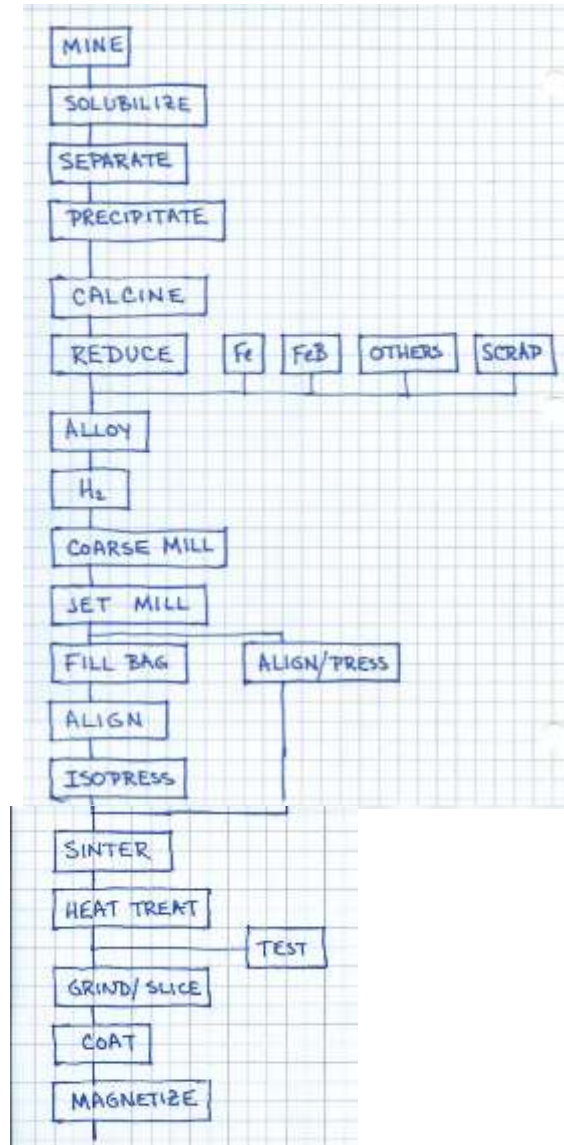 MINE
SOLUBILIZE
SEPARATE
PRECIPITATE
CALCINE
REDUCE Fe FeB OTHERS SCRAP
ALLOY
H₂
COARSE MILL
JET MILL
FILL BAG ALIGN/PRESS
ALIGN
ISOPRESS
SINTER
HEAT TREAT
TEST
GRIND/SLICE
COAT
MAGNETIZE